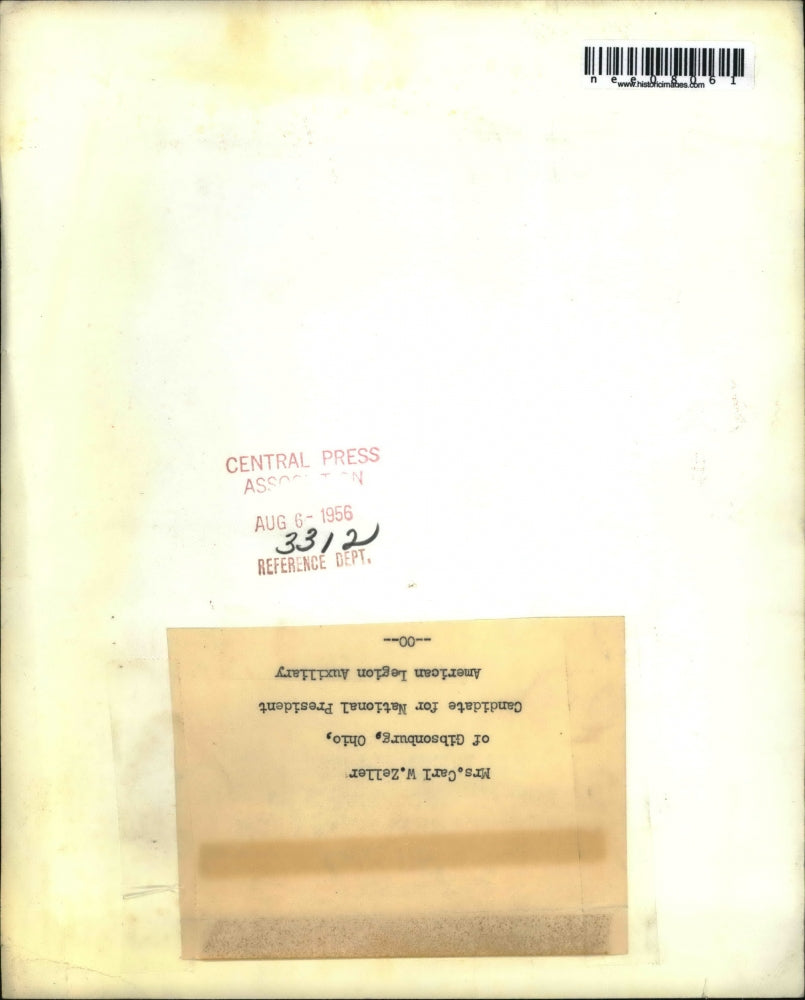 nee08061
www.historicimages.com
CENTRAL PRESS
AUG 6- 1956
3312
REFERENCE DEPT.
Mrs.Carl W.Zeller
of Gibsonburg, Ohio,
Candidate for National President
American Legion Auxiliary
--OO--